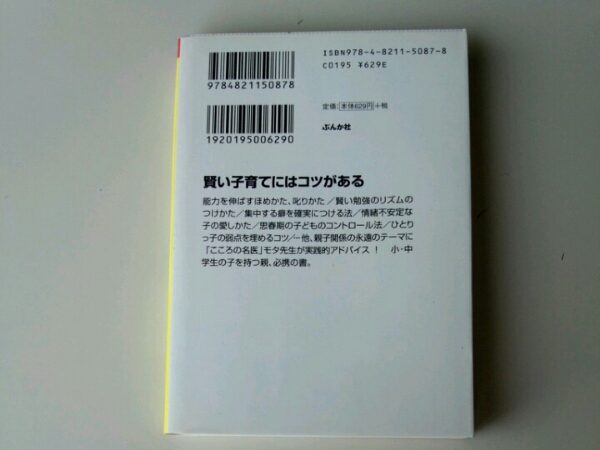 ISBN978-4-8211-5087-8
C0195 ¥629E
9784821150878
定価:本体629円+税
1920195006290
ぶんか社
賢い子育てにはコツがある
能力を伸ばすほめかた、叱りかた／賢い勉強のリズムの
つけかた／集中する癖を確実につける法／情緒不安定な
子の愛しかた／思春期の子どものコントロール法／ひとり
っ子の弱点を埋めるコツ／－他、親子関係の永遠のテーマに
「こころの名医」モタ先生が実践的アドバイス！　小・中
学生の子を持つ親、必携の書。